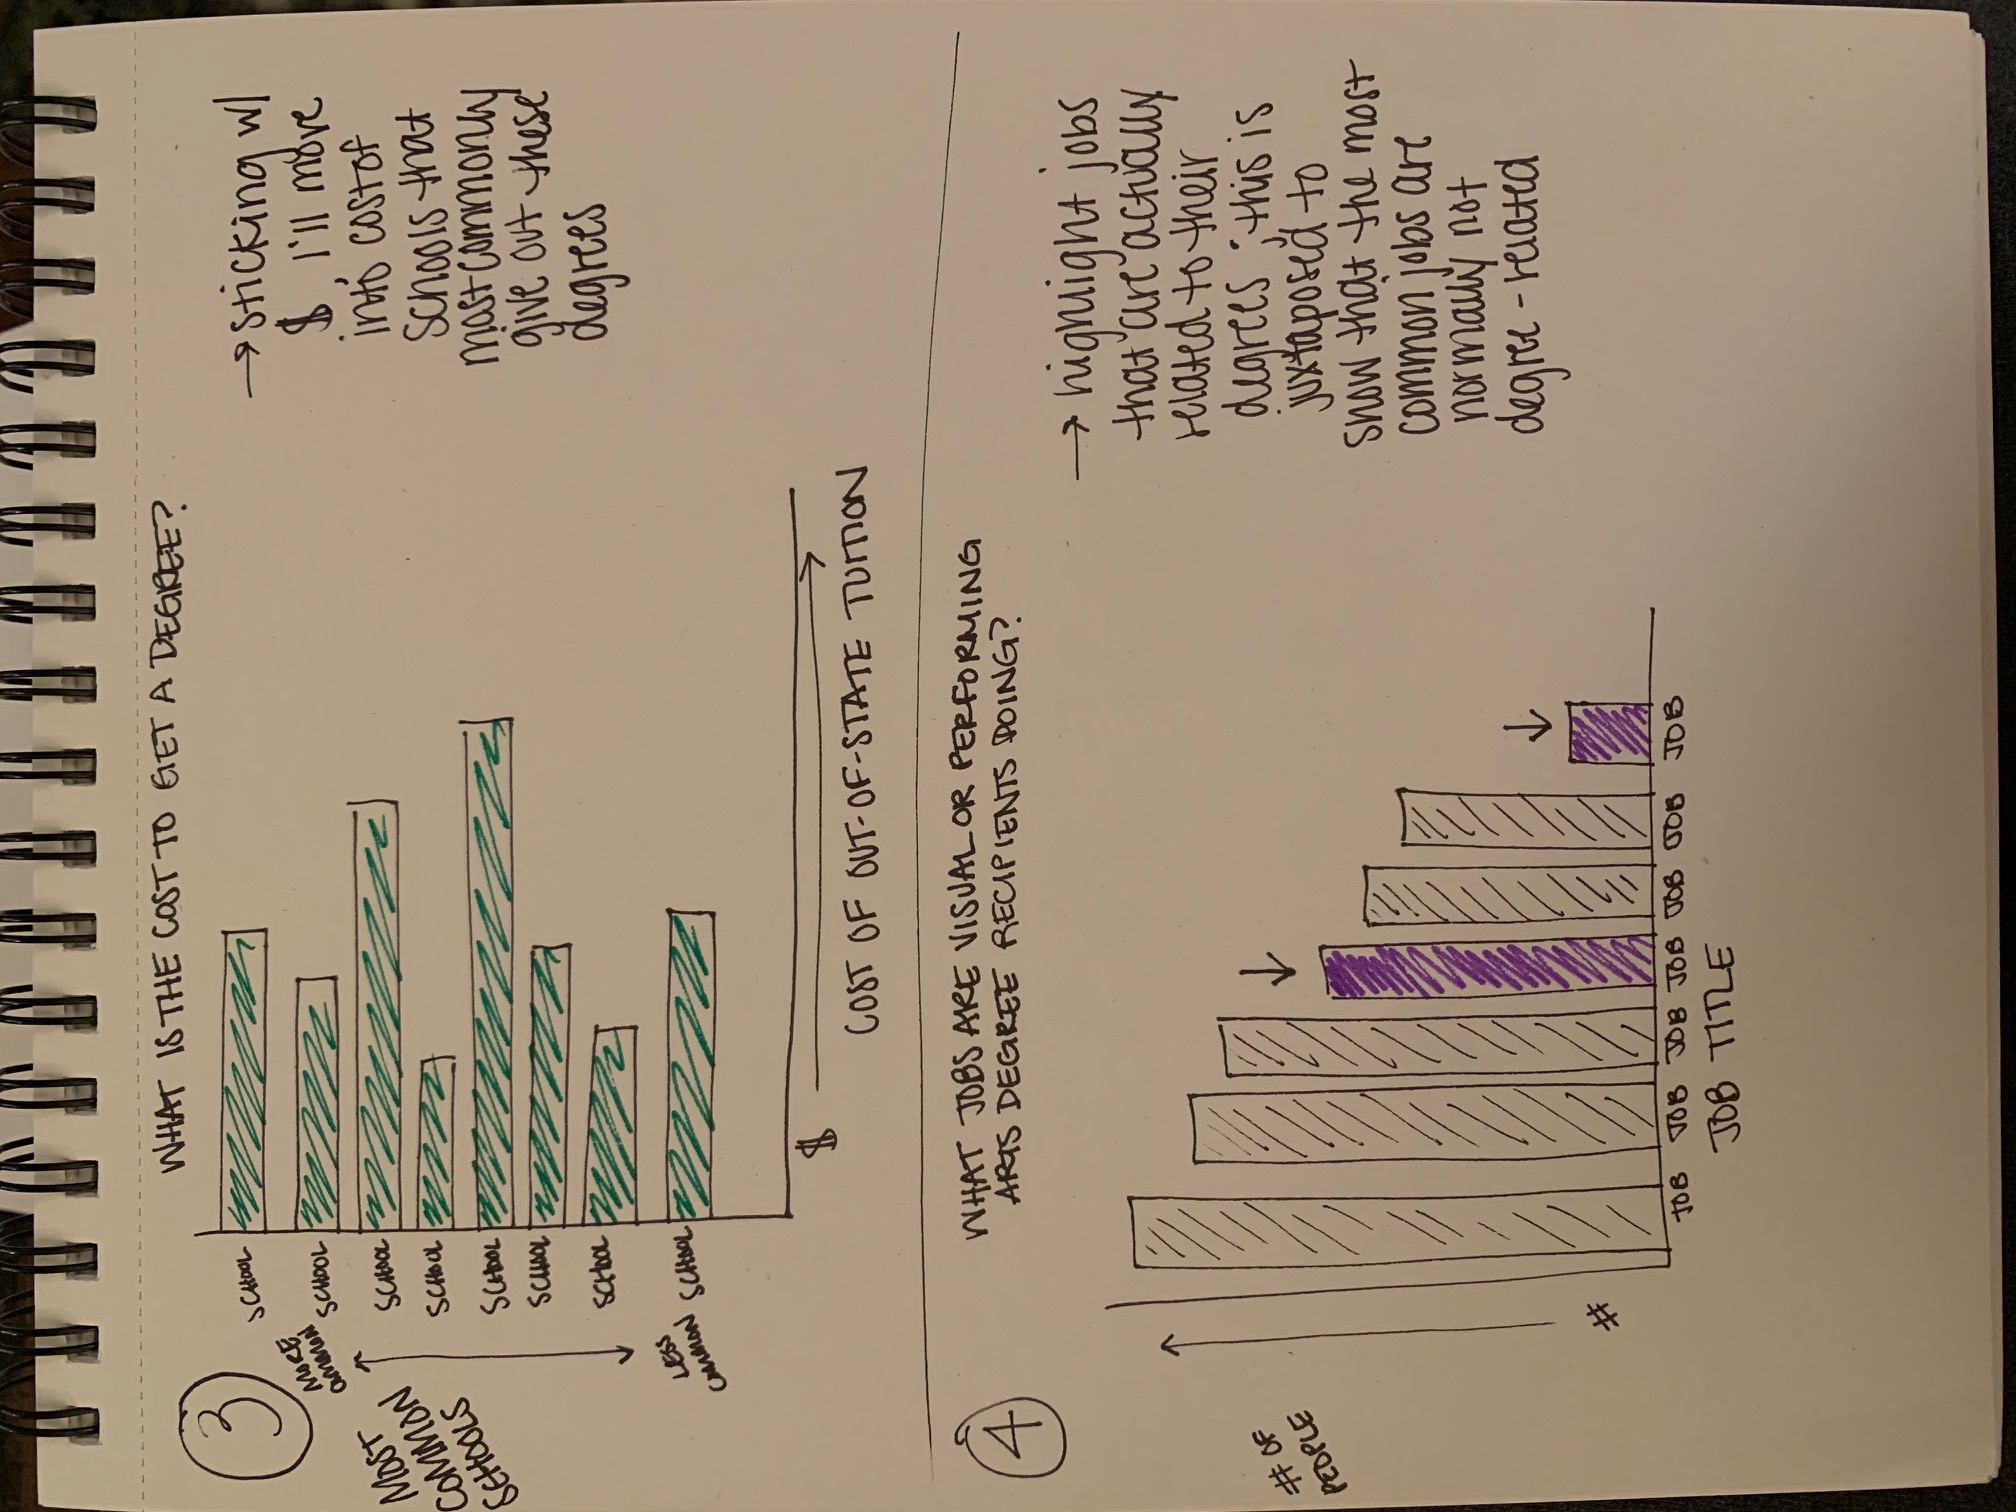 3
WHAT IS THE COST TO GET A DEGREE?
MOST
COMMON
SCHOOLS
MORE
COMMON
LESS
COMMON
SCHOOL
SCHOOL
SCHOOL
SCHOOL
SCHOOL
SCHOOL
SCHOOL
SCHOOL
$
COST OF OUT-OF-STATE TUITION
→ sticking w/
$, I'll move
into cost of
schools that
most commonly
give out these
degrees
4
WHAT JOBS ARE VISUAL OR PERFORMING
ARTS DEGREE RECIPIENTS DOING?
# OF
PEOPLE
#
JOB JOB JOB JOB JOB JOB JOB
JOB TITLE
→ highlight jobs
that are actually
related to their
degrees ; this is
juxtaposed to
show that the most
common jobs are
normally not
degree - related